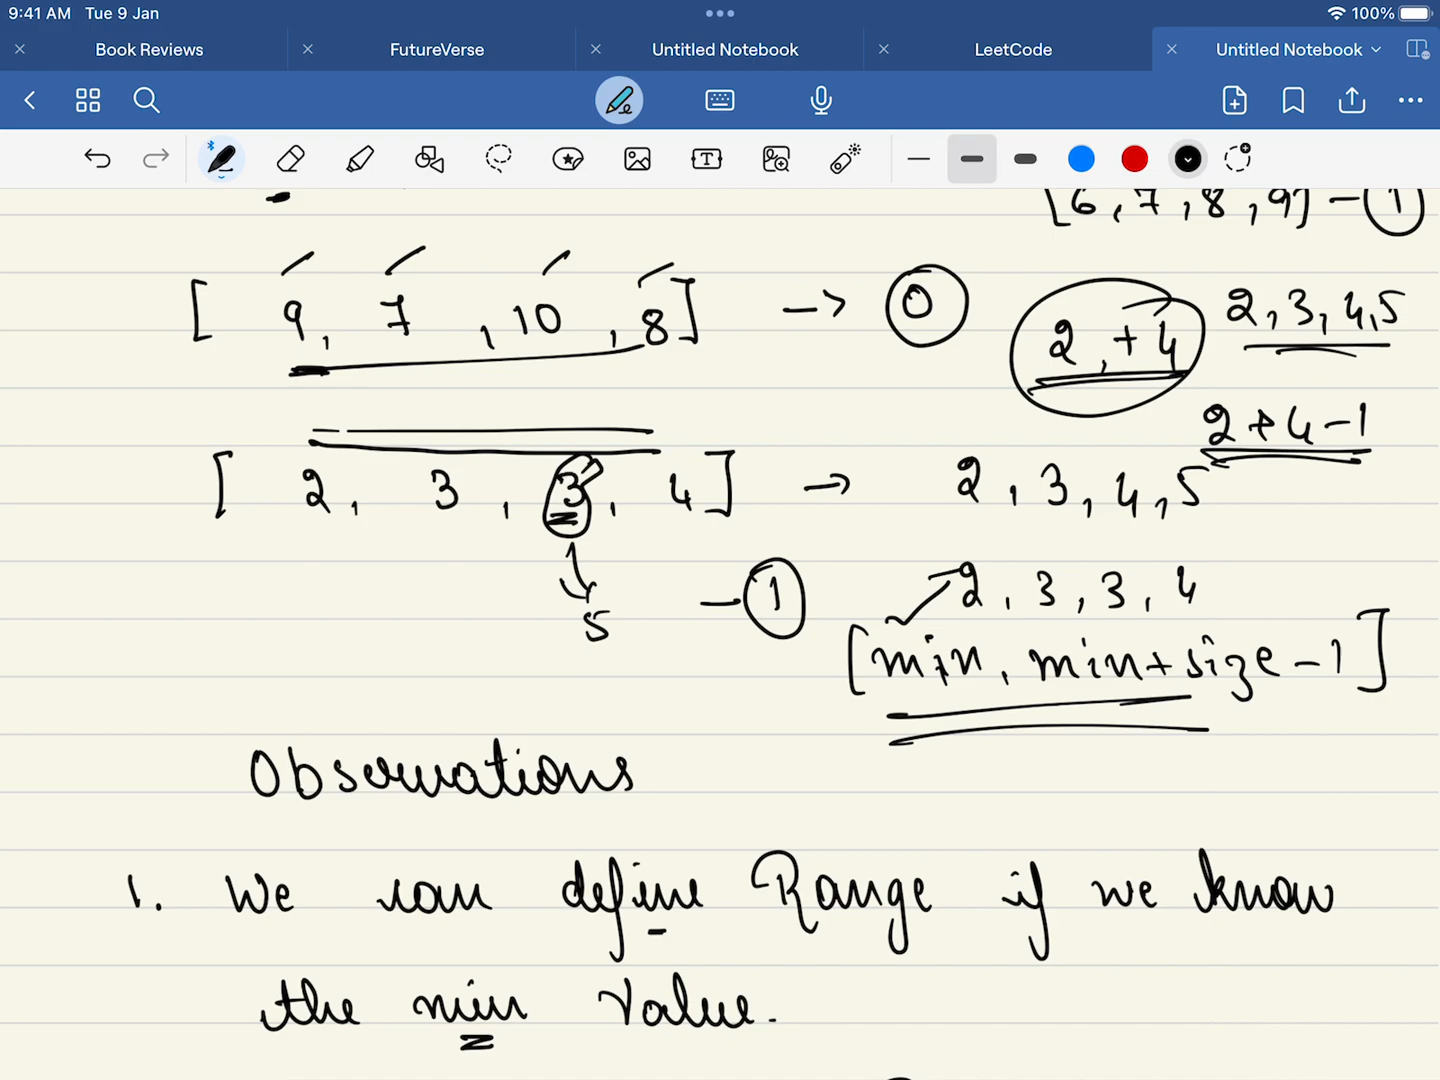 9:41 AM Tue 9 Jan 100%
Book Reviews FutureVerse Untitled Notebook LeetCode Untitled Notebook
[6, 7, 8, 9] - 1
[ 9, 7, 10, 8] -> 0
2, + 4
2, 3, 4, 5
2 + 4 - 1
[ 2, 3, 3, 4 ] -> 2, 3, 4, 5
5
- 1
2, 3, 3, 4
[min, min + size - 1]
Observations
1. We can define Range if we know
the min value.